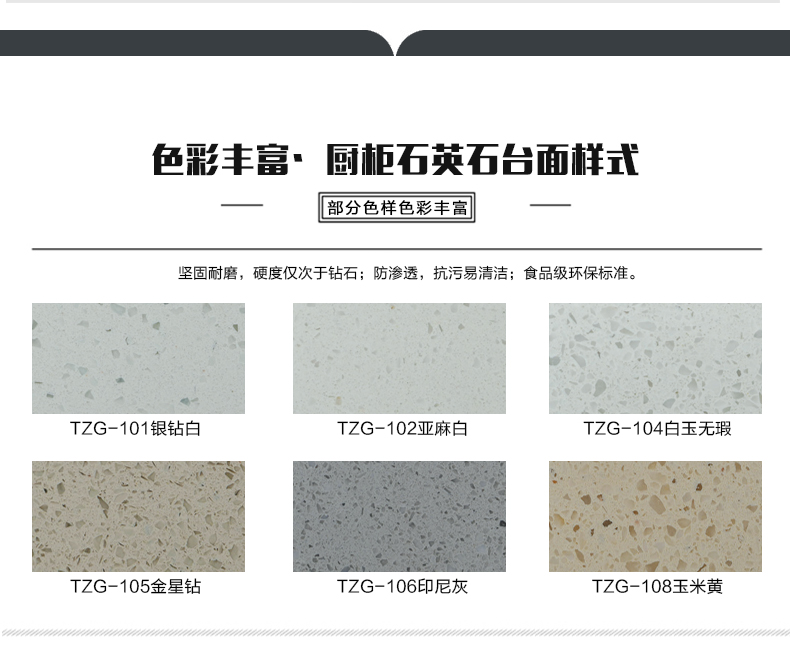 色彩丰富· 厨柜石英石台面样式
部分色样色彩丰富
坚固耐磨，硬度仅次于钻石；防渗透，抗污易清洁；食品级环保标准。
TZG-101银钻白
TZG-102亚麻白
TZG-104白玉无瑕
TZG-105金星钻
TZG-106印尼灰
TZG-108玉米黄